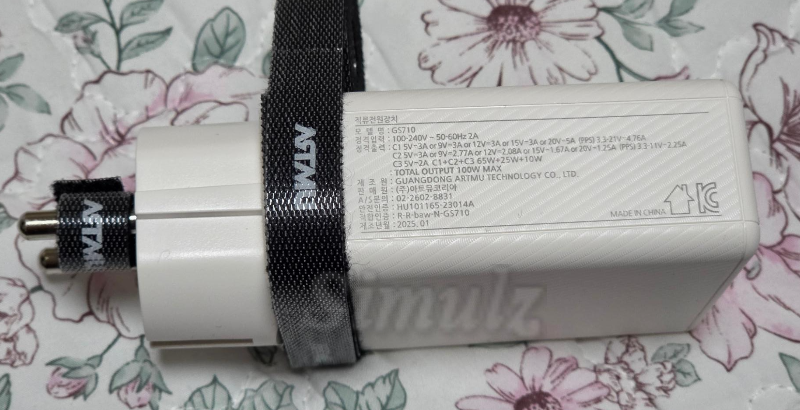 직류전원장치
모 델 명 : GS710
정격입력 : 100-240V ~ 50-60Hz 2A
정격출력 : C1 5V⎓3A or 9V⎓3A or 12V⎓3A or 15V⎓3A or 20V⎓5A (PPS) 3.3-21V⎓4.76A
C2 5V⎓3A or 9V⎓2.77A or 12V⎓2.08A or 15V⎓1.67A or 20V⎓1.25A (PPS) 3.3-11V⎓2.25A
C3 5V⎓2A C1+C2+C3 65W+25W+10W
TOTAL OUTPUT 100W MAX
제 조 원 : GUANGDONG ARTMU TECHNOLOGY CO., LTD.
판 매 원 : (주)아트뮤코리아
A/S문의 : 02-2602-8831
안전인증 : HU101165-23014A
적합인증 : R-R-baw-N-GS710
제조년월 : 2025. 01
MADE IN CHINA
ARTMU
ARTMU
Simulz